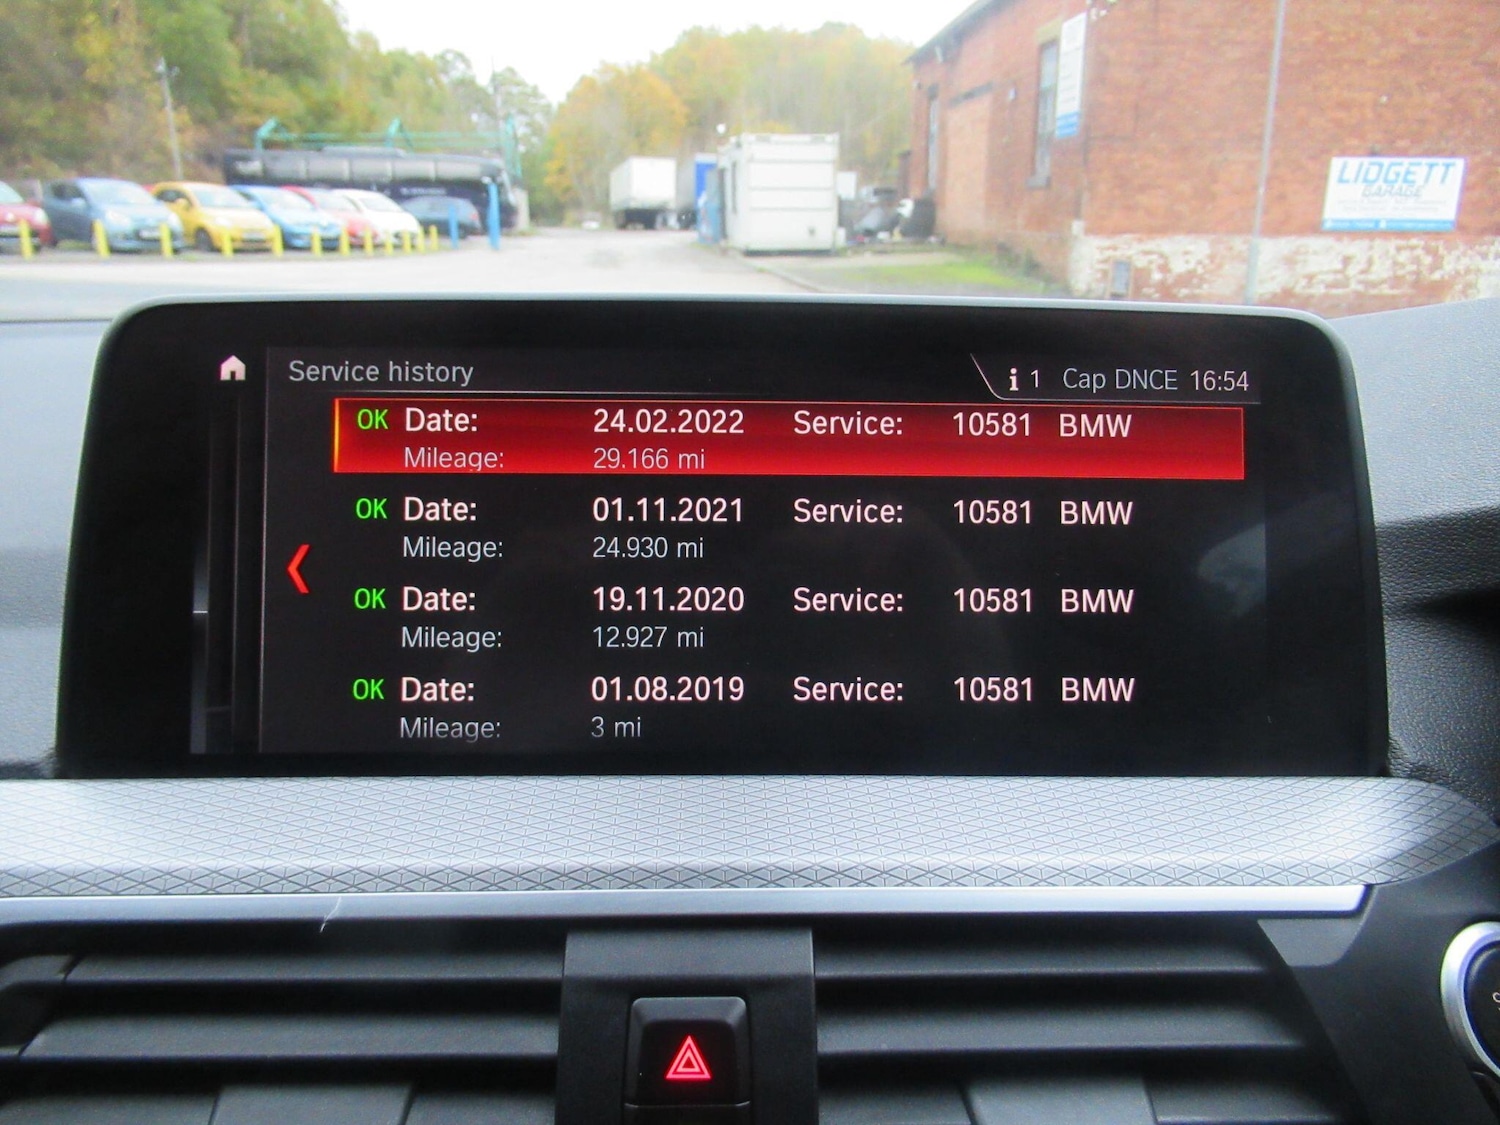 LIDGETT
GARAGE
Service history
i 1 Cap DNCE 16:54
OK Date: 24.02.2022 Service: 10581 BMW
Mileage: 29.166 mi
OK Date: 01.11.2021 Service: 10581 BMW
Mileage: 24.930 mi
OK Date: 19.11.2020 Service: 10581 BMW
Mileage: 12.927 mi
OK Date: 01.08.2019 Service: 10581 BMW
Mileage: 3 mi